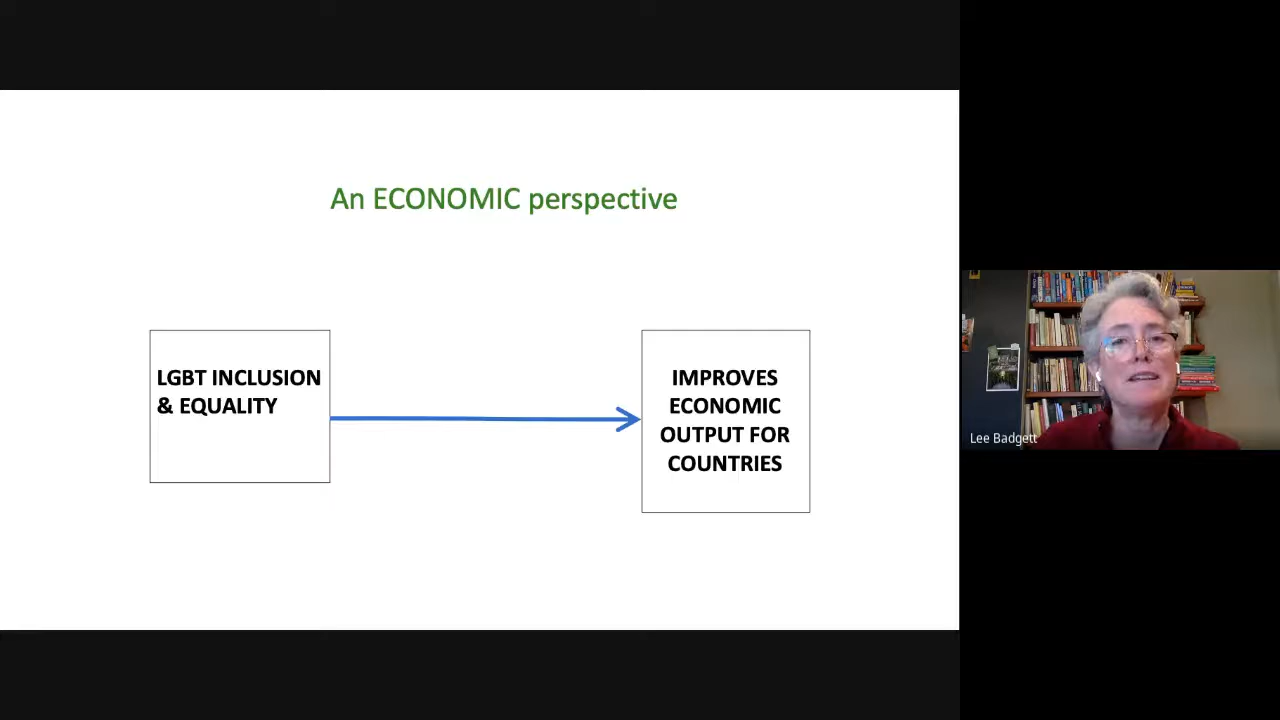 An ECONOMIC perspective
LGBT INCLUSION
& EQUALITY
IMPROVES
ECONOMIC
OUTPUT FOR
COUNTRIES
Lee Badgett